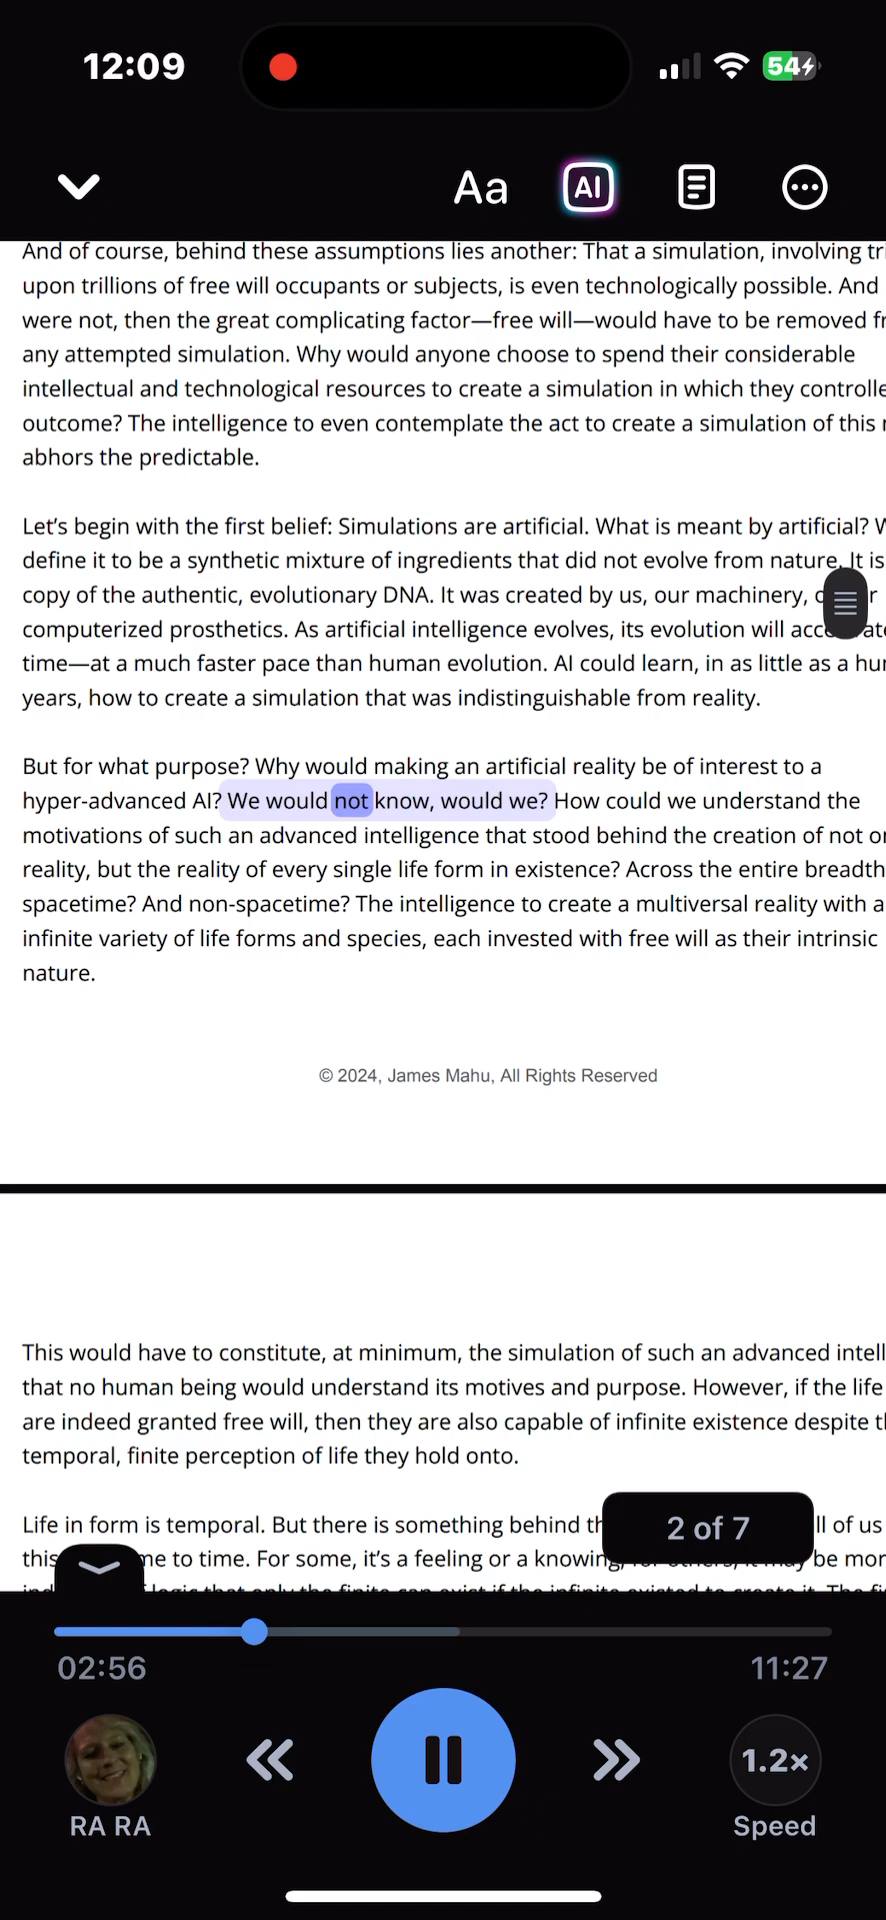 12:09
54
Aa
AI
And of course, behind these assumptions lies another: That a simulation, involving
upon trillions of free will occupants or subjects, is even technologically possible. And
were not, then the great complicating factor—free will—would have to be removed
any attempted simulation. Why would anyone choose to spend their considerable
intellectual and technological resources to create a simulation in which they
outcome? The intelligence to even contemplate the act to create a simulation of this
abhors the predictable.
Let's begin with the first belief: Simulations are artificial. What is meant by artificial?
define it to be a synthetic mixture of ingredients that did not evolve from nature. It is
copy of the authentic, evolutionary DNA. It was created by us, our machinery,
computerized prosthetics. As artificial intelligence evolves, its evolution will
time—at a much faster pace than human evolution. AI could learn, in as little as a
years, how to create a simulation that was indistinguishable from reality.
But for what purpose? Why would making an artificial reality be of interest to a
hyper-advanced AI? We would not know, would we? How could we understand the
motivations of such an advanced intelligence that stood behind the creation of not
reality, but the reality of every single life form in existence? Across the entire breadth
spacetime? And non-spacetime? The intelligence to create a multiversal reality with a
infinite variety of life forms and species, each invested with free will as their intrinsic
nature.
© 2024, James Mahu, All Rights Reserved
This would have to constitute, at minimum, the simulation of such an advanced
that no human being would understand its motives and purpose. However, if the life
are indeed granted free will, then they are also capable of infinite existence despite
temporal, finite perception of life they hold onto.
Life in form is temporal. But there is something behind of us
2 of 7
this time to time. For some, it's a feeling or a knowing, be
02:56
11:27
1.2×
RA RA
Speed